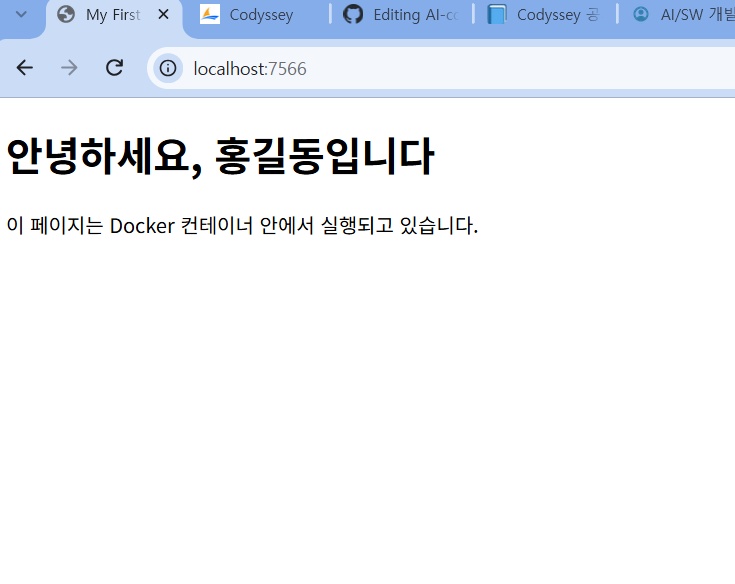 My First
Codyssey
Editing AI-co
Codyssey 공
AI/SW 개발
localhost:7566
안녕하세요, 홍길동입니다
이 페이지는 Docker 컨테이너 안에서 실행되고 있습니다.